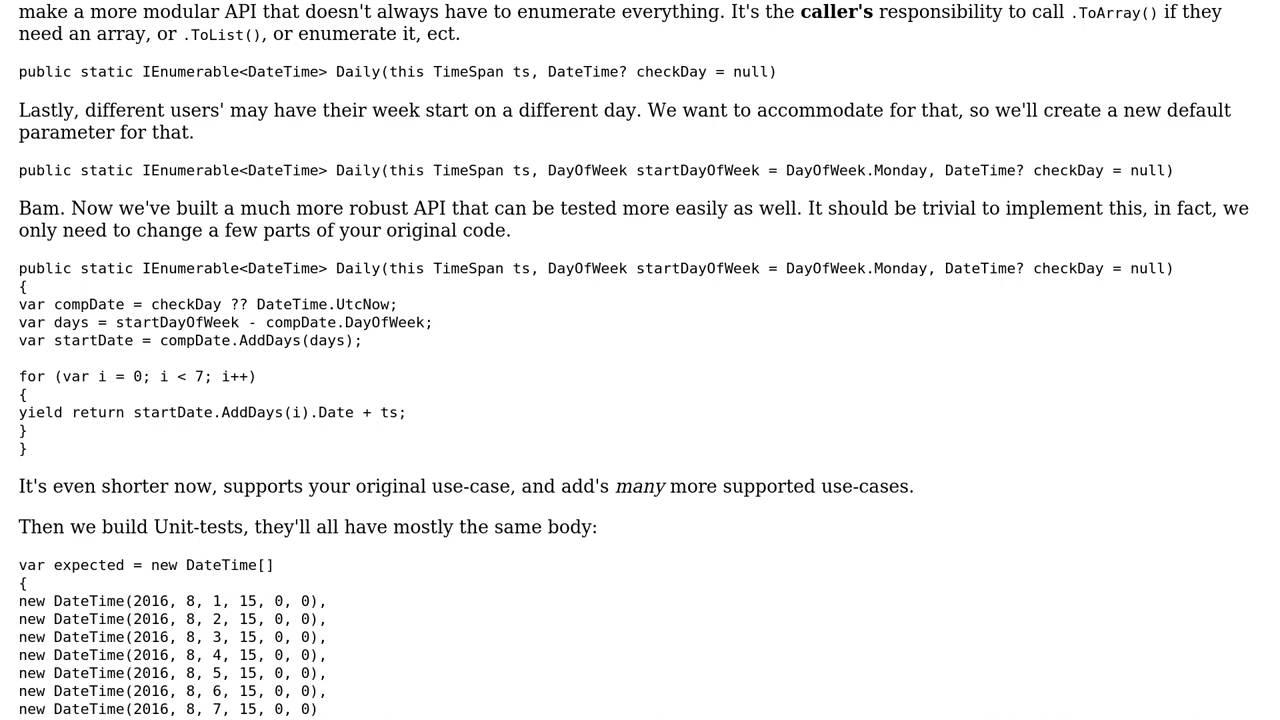 make a more modular API that doesn't always have to enumerate everything. It's the caller's responsibility to call .ToArray() if they
need an array, or .ToList(), or enumerate it, ect.
public static IEnumerable<DateTime> Daily(this TimeSpan ts, DateTime? checkDay = null)
Lastly, different users' may have their week start on a different day. We want to accommodate for that, so we'll create a new default
parameter for that.
public static IEnumerable<DateTime> Daily(this TimeSpan ts, DayOfWeek startDayOfWeek = DayOfWeek.Monday, DateTime? checkDay = null)
Bam. Now we've built a much more robust API that can be tested more easily as well. It should be trivial to implement this, in fact, we
only need to change a few parts of your original code.
public static IEnumerable<DateTime> Daily(this TimeSpan ts, DayOfWeek startDayOfWeek = DayOfWeek.Monday, DateTime? checkDay = null)
{
var compDate = checkDay ?? DateTime.UtcNow;
var days = startDayOfWeek - compDate.DayOfWeek;
var startDate = compDate.AddDays(days);
for (var i = 0; i < 7; i++)
{
yield return startDate.AddDays(i).Date + ts;
}
}
It's even shorter now, supports your original use-case, and add's many more supported use-cases.
Then we build Unit-tests, they'll all have mostly the same body:
var expected = new DateTime[]
{
new DateTime(2016, 8, 1, 15, 0, 0),
new DateTime(2016, 8, 2, 15, 0, 0),
new DateTime(2016, 8, 3, 15, 0, 0),
new DateTime(2016, 8, 4, 15, 0, 0),
new DateTime(2016, 8, 5, 15, 0, 0),
new DateTime(2016, 8, 6, 15, 0, 0),
new DateTime(2016, 8, 7, 15, 0, 0)